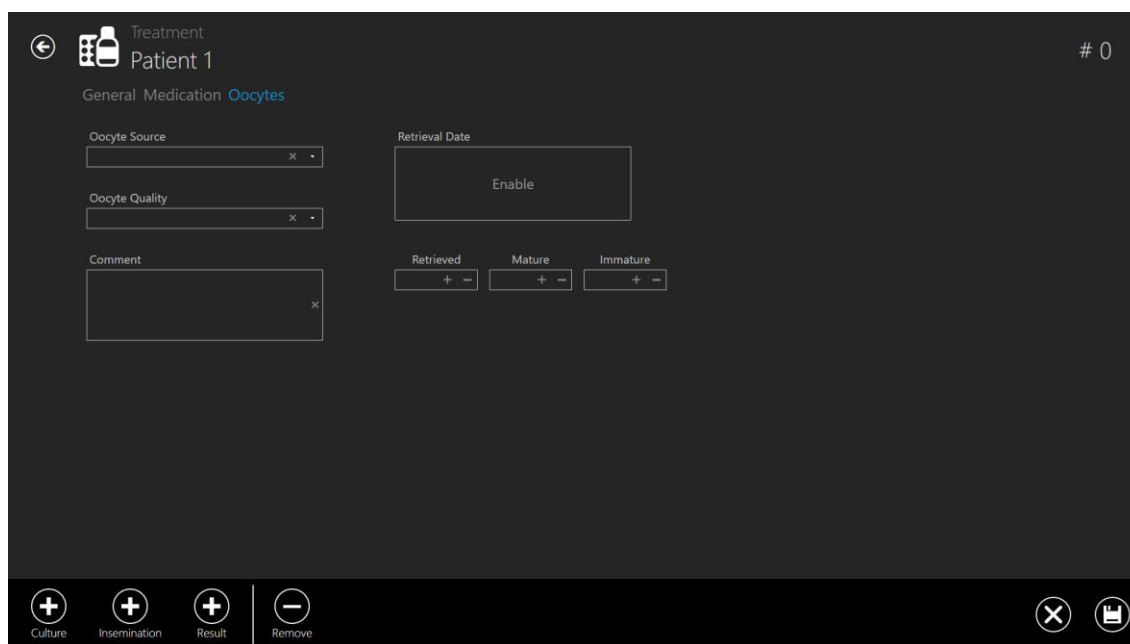 Treatment
Patient 1
# 0
General Medication Oocytes
Oocyte Source
Retrieval Date
Enable
Oocyte Quality
Comment
Retrieved Mature Immature
Culture Insemination Result Remove